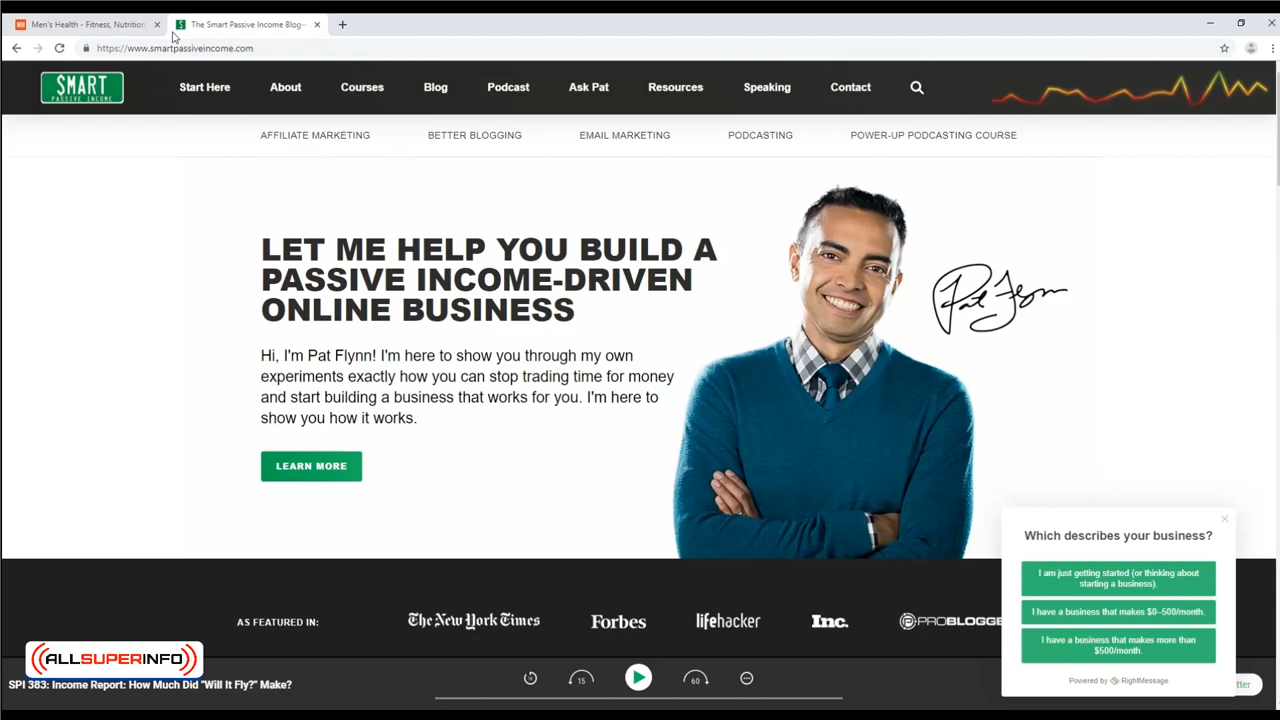 Men's Health - Fitness, Nutrition
The Smart Passive Income Blog
https://www.smartpassiveincome.com
SMART
PASSIVE INCOME
Start Here
About
Courses
Blog
Podcast
Ask Pat
Resources
Speaking
Contact
AFFILIATE MARKETING
BETTER BLOGGING
EMAIL MARKETING
PODCASTING
POWER-UP PODCASTING COURSE
LET ME HELP YOU BUILD A
PASSIVE INCOME-DRIVEN
ONLINE BUSINESS
Pat Flynn
Hi, I'm Pat Flynn! I'm here to show you through my own
experiments exactly how you can stop trading time for money
and start building a business that works for you. I'm here to
show you how it works.
LEARN MORE
Which describes your business?
I am just getting started (or thinking about
starting a business).
I have a business that makes $0–500/month.
I have a business that makes more than
$500/month.
Powered by RightMessage
AS FEATURED IN:
The New York Times
Forbes
lifehacker
Inc.
PROBLOGGE
((ALLSUPERINFO))
SPI 383: Income Report: How Much Did "Will It Fly?" Make?
15
60
tter